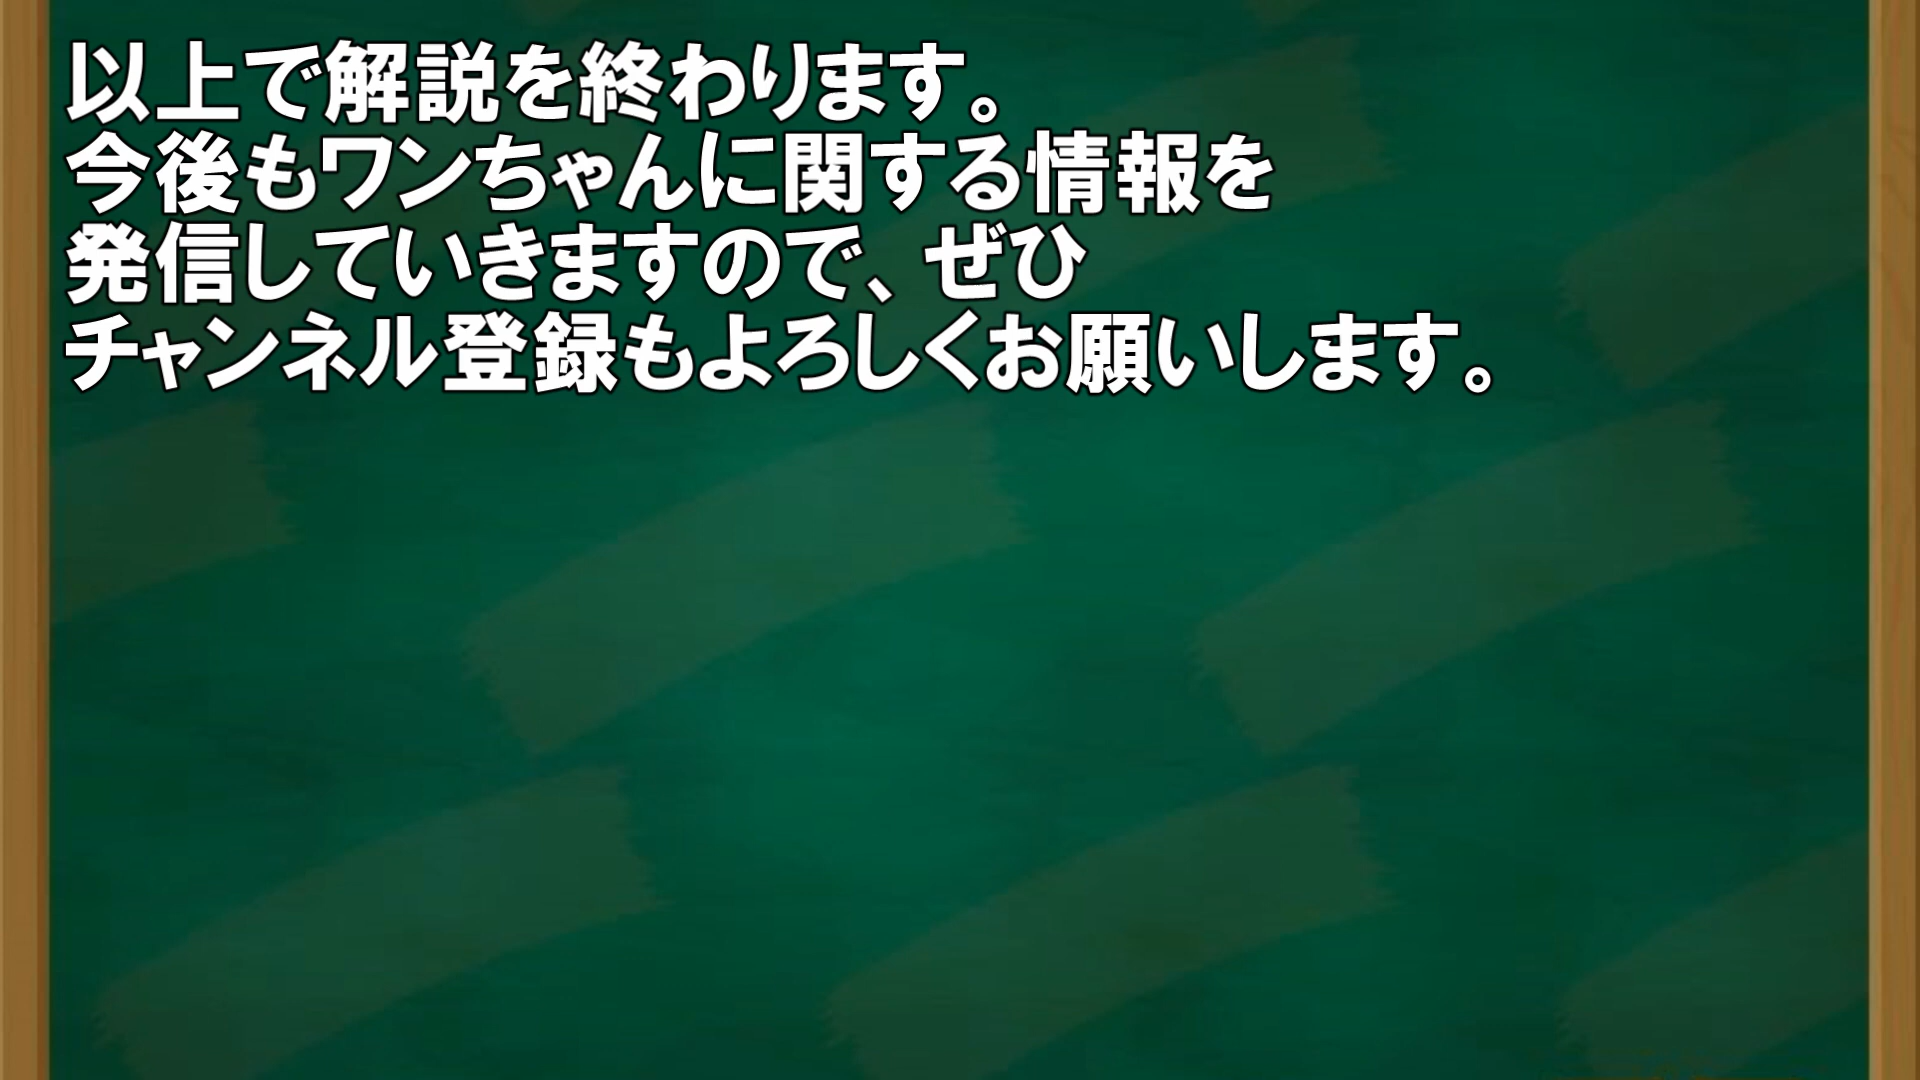 以上で解説を終わります。
今後もワンちゃんに関する情報を
発信していきますので、ぜひ
チャンネル登録もよろしくお願いします。